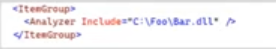 <ItemGroup>
<Analyzer Include="C:\Foo\Bar.dll" />
</ItemGroup>